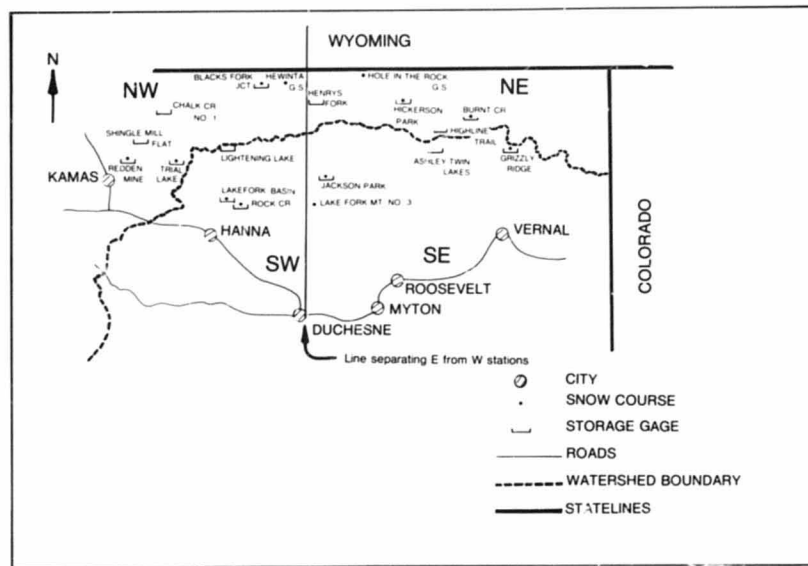 WYOMING
N
BLACKS FORK
JCT
HEWINTA
G.S.
HOLE IN THE ROCK
G.S.
NW
NE
HENRYS
FORK
HICKERSON
PARK
BURNT CR
CHALK CR
NO. 1
HIGHLINE
TRAIL
SHINGLE MILL
FLAT
LIGHTENING LAKE
ASHLEY TWIN
LAKES
GRIZZLY
RIDGE
REDDEN
MINE
TRIAL
LAKE
KAMAS
JACKSON PARK
LAKEFORK BASIN
ROCK CR
LAKE FORK MT. NO. 3
HANNA
VERNAL
SW
SE
COLORADO
ROOSEVELT
MYTON
DUCHESNE
Line separating E from W stations
CITY
SNOW COURSE
STORAGE GAGE
ROADS
WATERSHED BOUNDARY
STATELINES